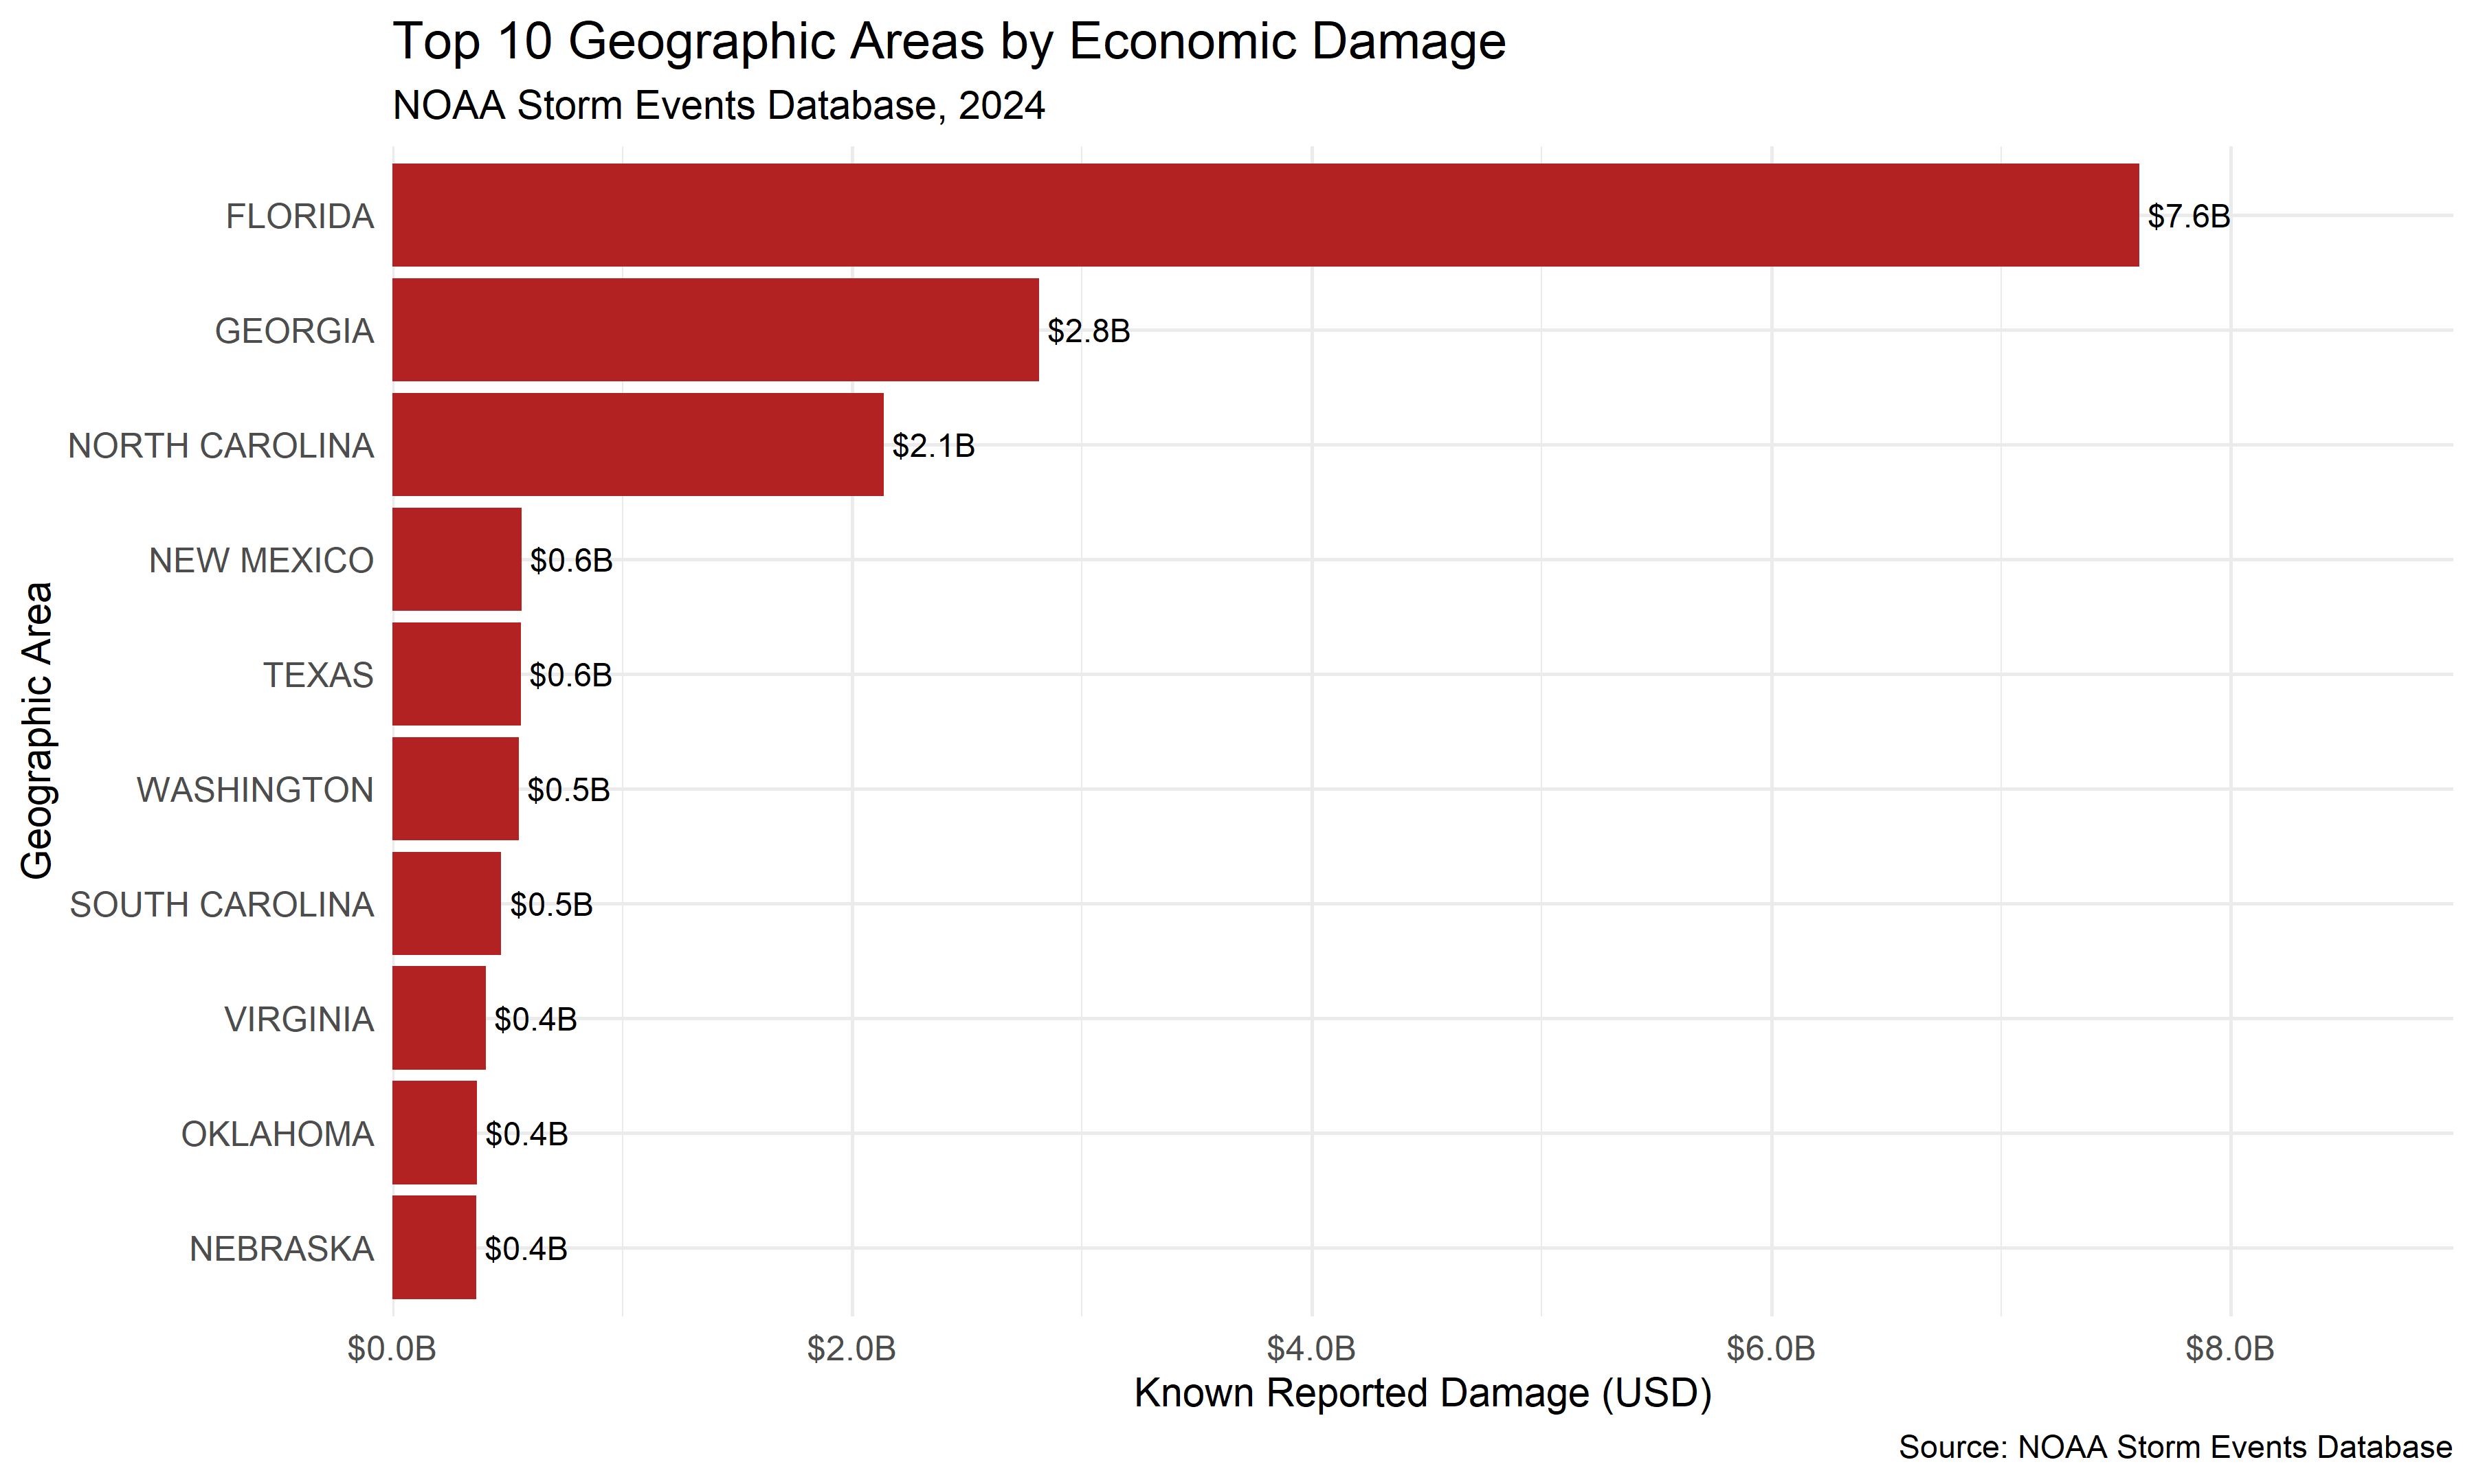 Top 10 Geographic Areas by Economic Damage
NOAA Storm Events Database, 2024
Geographic Area
FLORIDA $7.6B
GEORGIA $2.8B
NORTH CAROLINA $2.1B
NEW MEXICO $0.6B
TEXAS $0.6B
WASHINGTON $0.5B
SOUTH CAROLINA $0.5B
VIRGINIA $0.4B
OKLAHOMA $0.4B
NEBRASKA $0.4B
$0.0B $2.0B $4.0B $6.0B $8.0B
Known Reported Damage (USD)
Source: NOAA Storm Events Database